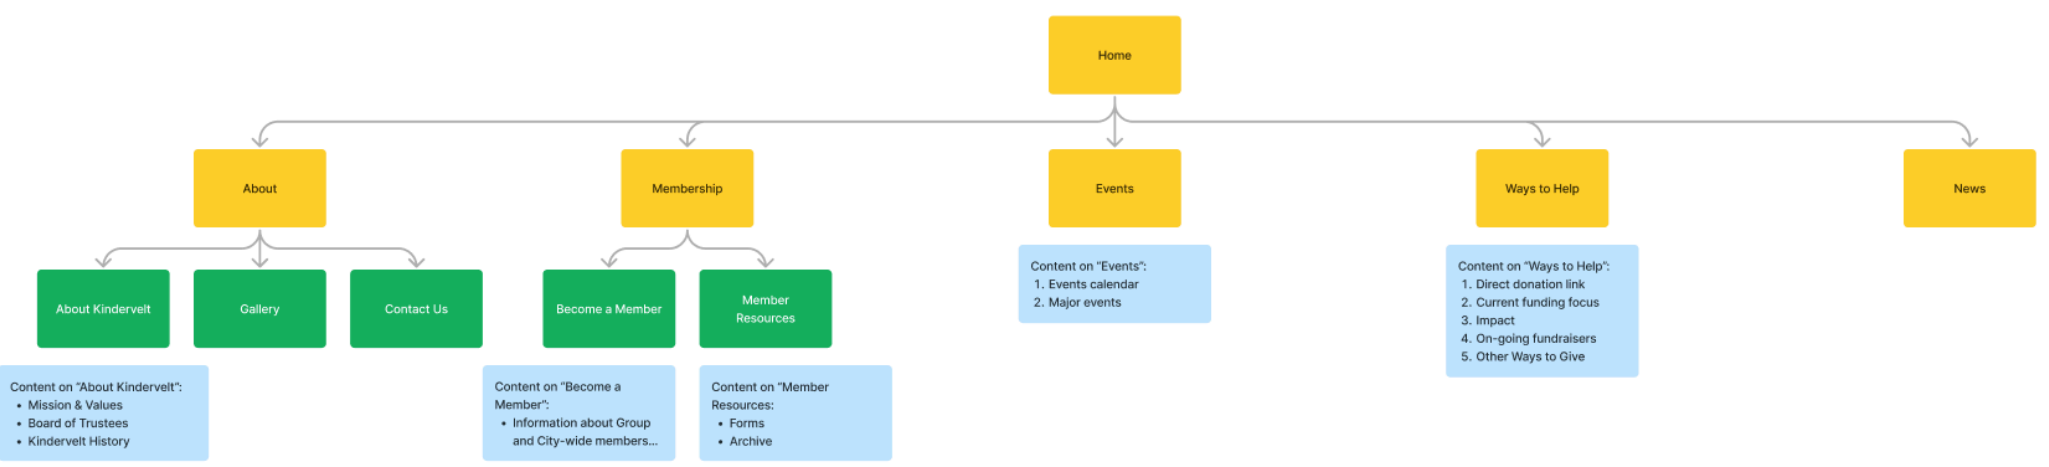 Home
About
Membership
Events
Ways to Help
News
About Kindervelt
Gallery
Contact Us
Become a Member
Member
Resources
Content on “Events”:
1. Events calendar
2. Major events
Content on “Ways to Help”:
1. Direct donation link
2. Current funding focus
3. Impact
4. On-going fundraisers
5. Other Ways to Give
Content on “About Kindervelt”:
• Mission & Values
• Board of Trustees
• Kindervelt History
Content on “Become a
Member”:
• Information about Group
and City-wide members...
Content on “Member
Resources:
• Forms
• Archive